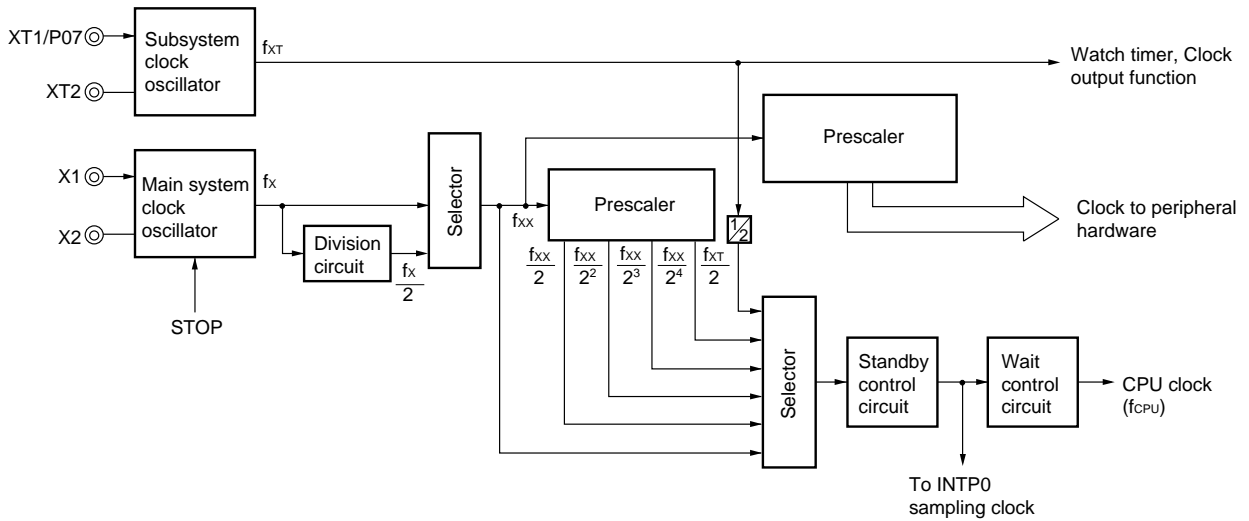 XT1/P07
XT2
Subsystem
clock
oscillator
fXT
Watch timer, Clock
output function
X1
X2
Main system
clock
oscillator
fX
STOP
Division
circuit
fX/2
Selector
fXX
Prescaler
Prescaler
Clock to peripheral
hardware
1/2
fXX/2
fXX/2²
fXX/2³
fXX/2⁴
fXT/2
Selector
Standby
control
circuit
Wait
control
circuit
CPU clock
(fCPU)
To INTP0
sampling clock